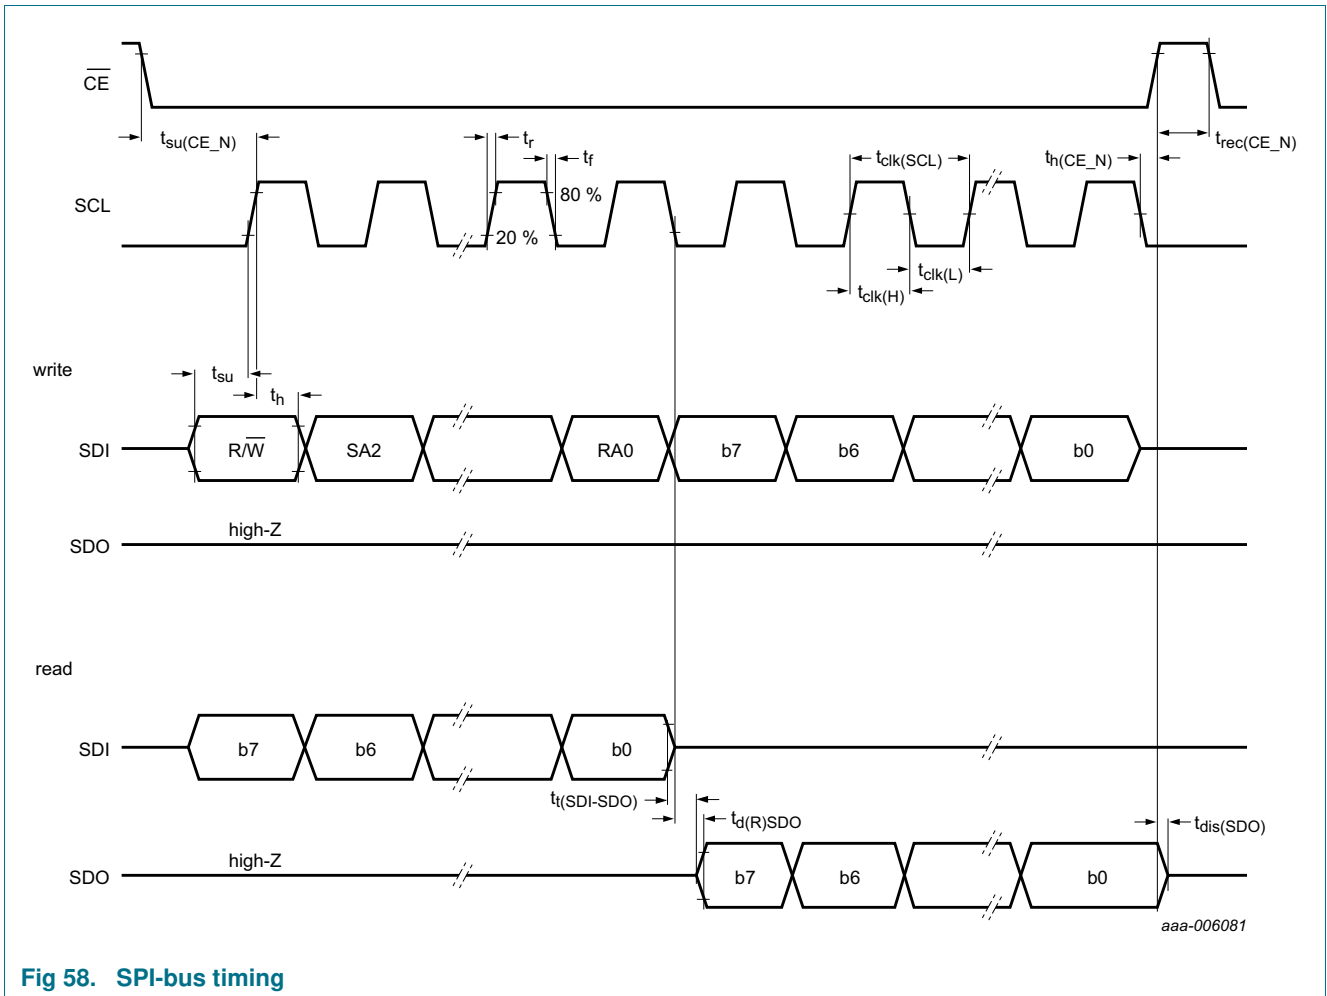 CE
tsu(CE_N)
tr
tf
tclk(SCL)
th(CE_N)
trec(CE_N)
SCL
80 %
20 %
tclk(L)
tclk(H)
write
tsu
th
SDI
R/W
SA2
RA0
b7
b6
b0
high-Z
SDO
read
SDI
b7
b6
b0
tt(SDI-SDO)
td(R)SDO
tdis(SDO)
high-Z
SDO
b7
b6
b0
aaa-006081
Fig 58. SPI-bus timing